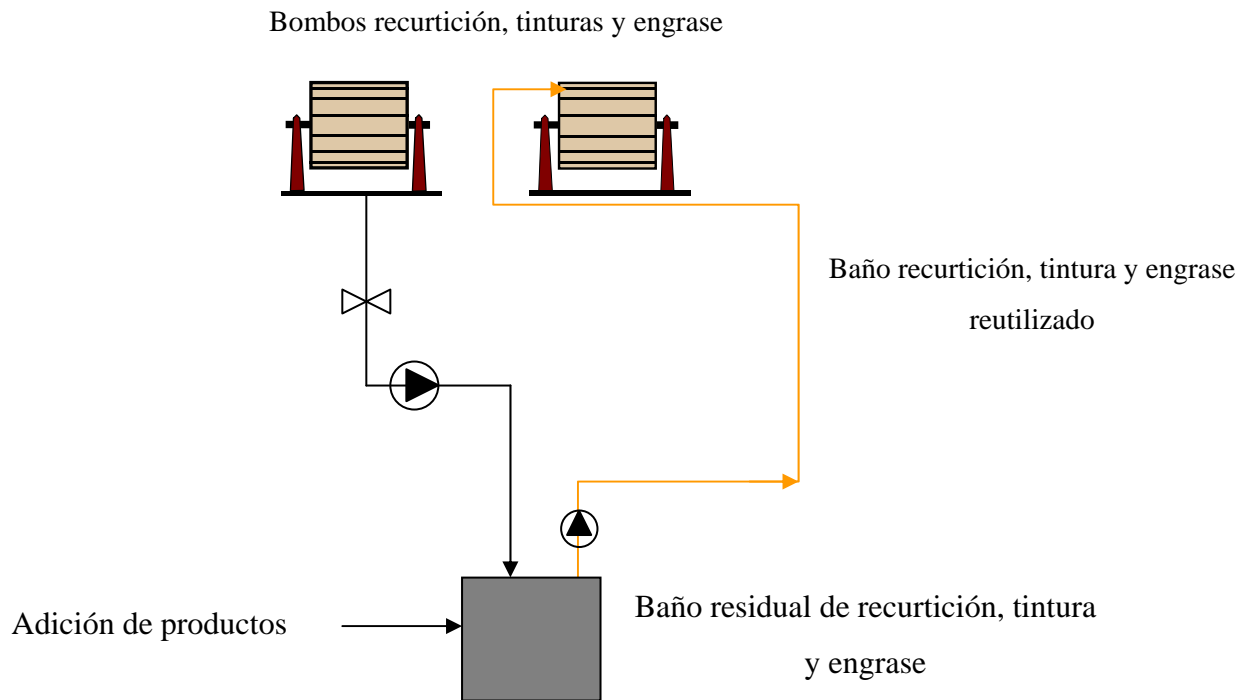 Bombos recurtición, tinturas y engrase
Baño recurtición, tintura y engrase
reutilizado
Adición de productos
Baño residual de recurtición, tintura
y engrase